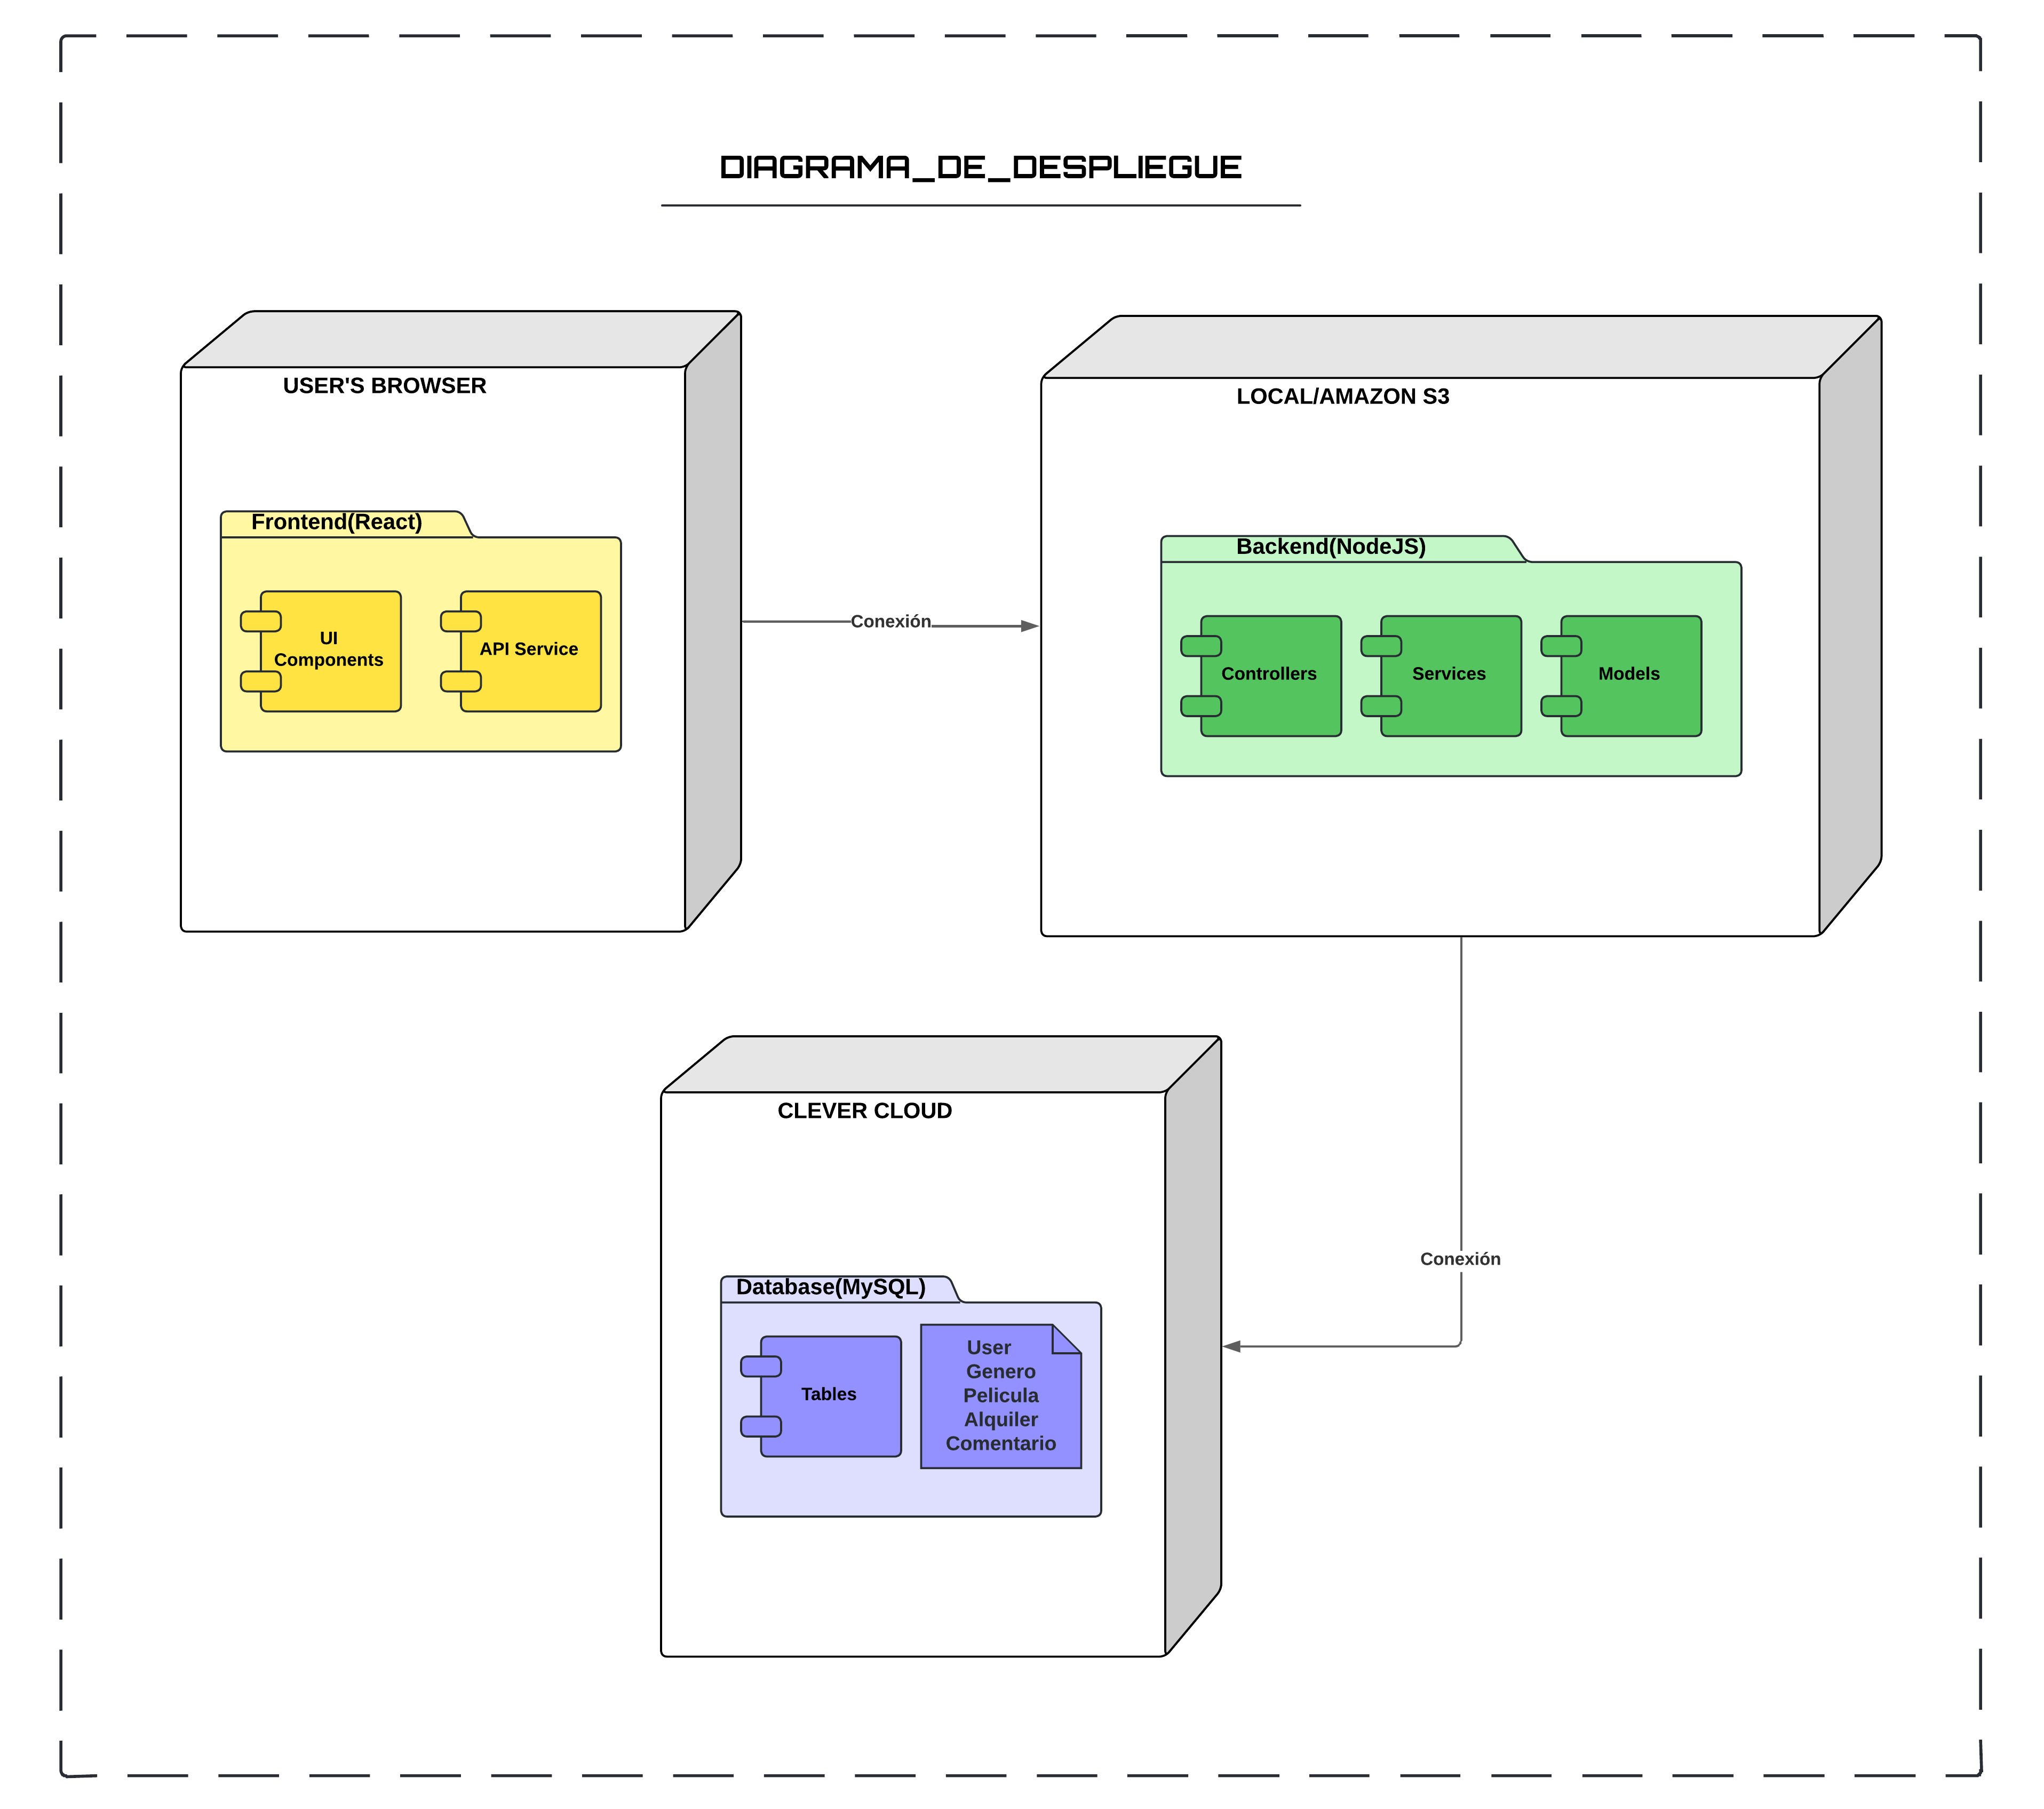 DIAGRAMA_DE_DESPLIEGUE
USER'S BROWSER
Frontend(React)
UI
Components
API Service
Conexión
LOCAL/AMAZON S3
Backend(NodeJS)
Controllers
Services
Models
Conexión
CLEVER CLOUD
Database(MySQL)
Tables
User
Genero
Pelicula
Alquiler
Comentario